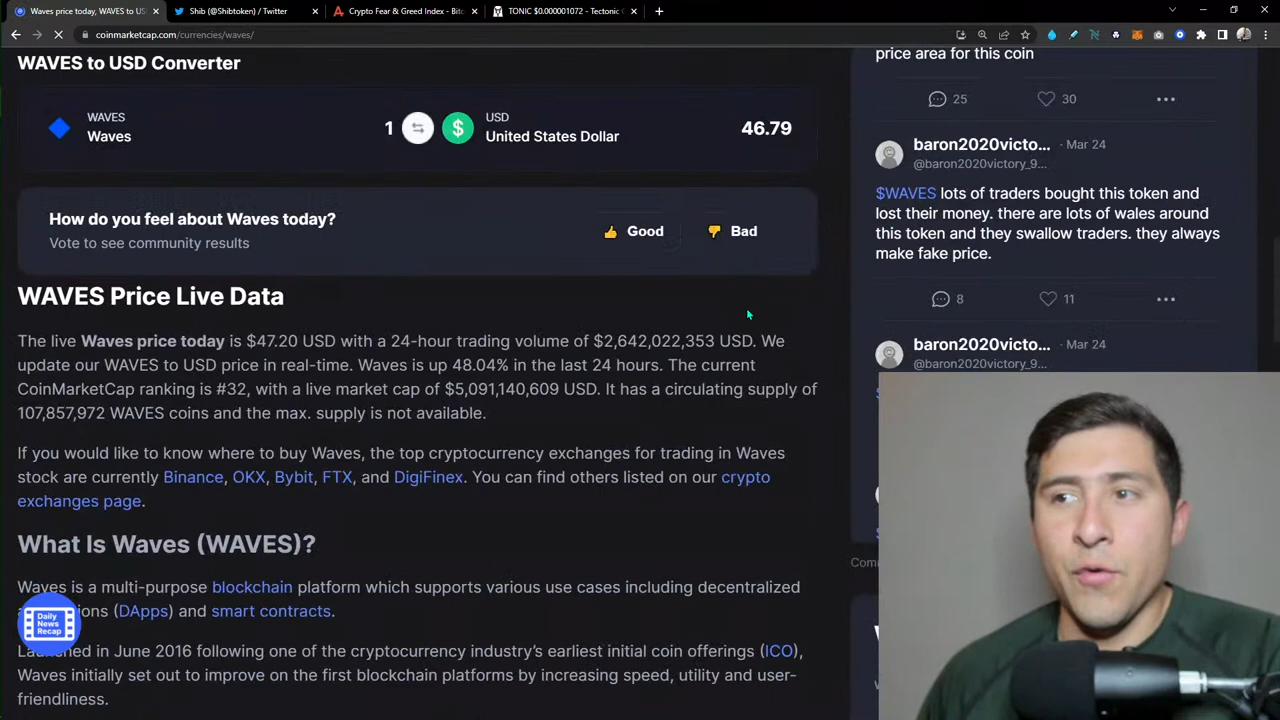 Waves price today, WAVES to US
Shib (@Shibtoken) / Twitter
Crypto Fear & Greed Index - Bitc
TONIC $0.000001072 - Tectonic
coinmarketcap.com/currencies/waves/
WAVES to USD Converter
WAVES
Waves
1
$
USD
United States Dollar
46.79
How do you feel about Waves today?
Vote to see community results
Good
Bad
WAVES Price Live Data
The live Waves price today is $47.20 USD with a 24-hour trading volume of $2,642,022,353 USD. We
update our WAVES to USD price in real-time. Waves is up 48.04% in the last 24 hours. The current
CoinMarketCap ranking is #32, with a live market cap of $5,091,140,609 USD. It has a circulating supply of
107,857,972 WAVES coins and the max. supply is not available.
If you would like to know where to buy Waves, the top cryptocurrency exchanges for trading in Waves
stock are currently Binance, OKX, Bybit, FTX, and DigiFinex. You can find others listed on our crypto
exchanges page.
What Is Waves (WAVES)?
Waves is a multi-purpose blockchain platform which supports various use cases including decentralized
ions (DApps) and smart contracts.
Daily
News
Recap
Launched in June 2016 following one of the cryptocurrency industry's earliest initial coin offerings (ICO),
Waves initially set out to improve on the first blockchain platforms by increasing speed, utility and user-
friendliness.
price area for this coin
25
30
baron2020victo... · Mar 24
@baron2020victory_9...
$WAVES lots of traders bought this token and
lost their money. there are lots of wales around
this token and they swallow traders. they always
make fake price.
8
11
baron2020victo... · Mar 24
@baron2020victory_9...
Com